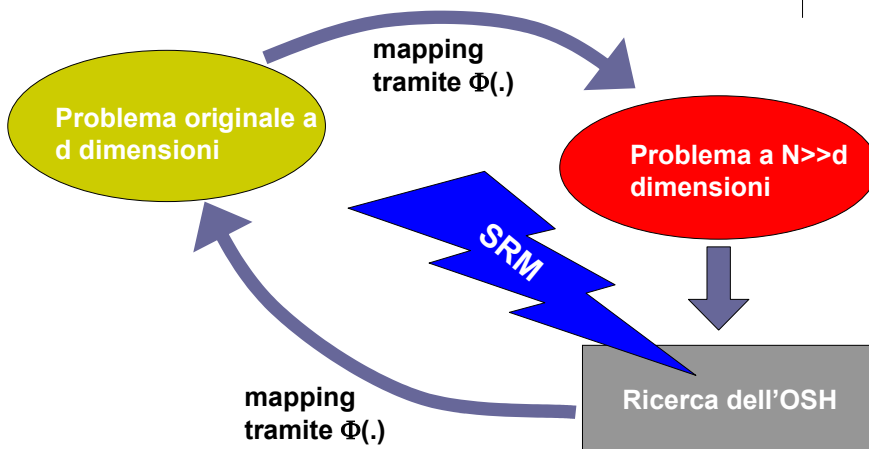 mapping
tramite Φ(.)
Problema originale a
d dimensioni
Problema a N>>d
dimensioni
SRM
Ricerca dell’OSH
mapping
tramite Φ(.)